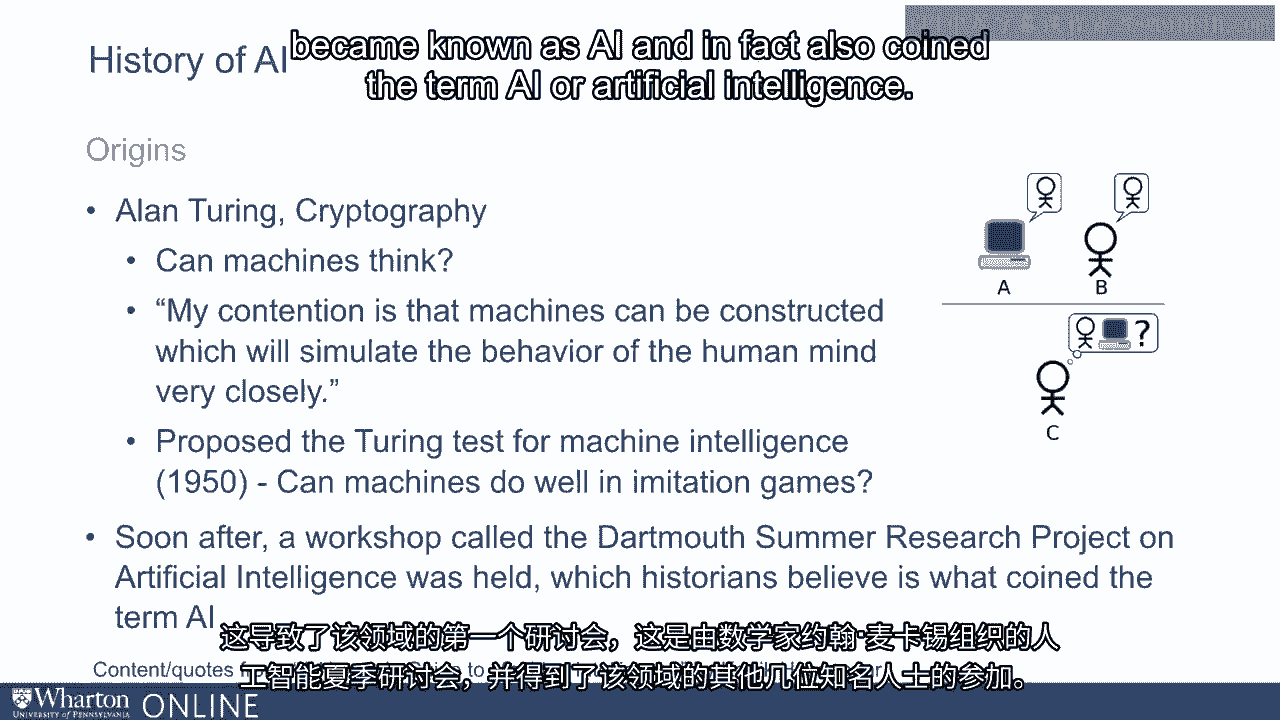 became known as AI and in fact also coined
the term AI or artificial intelligence.
History of AI
Origins
• Alan Turing, Cryptography
• Can machines think?
• “My contention is that machines can be constructed
which will simulate the behavior of the human mind
very closely.”
• Proposed the Turing test for machine intelligence
(1950) - Can machines do well in imitation games?
• Soon after, a workshop called the Dartmouth Summer Research Project on
Artificial Intelligence was held, which historians believe is what coined the
term AI
A
B
?
C
这导致了该领域的第一个研讨会，这是由数学家约翰·麦卡锡组织的人
工智能夏季研讨会，并得到了该领域的其他几位知名人士的参加。
Content/quotes
Wharton
UNIVERSITY of PENNSYLVANIA
ONLINE